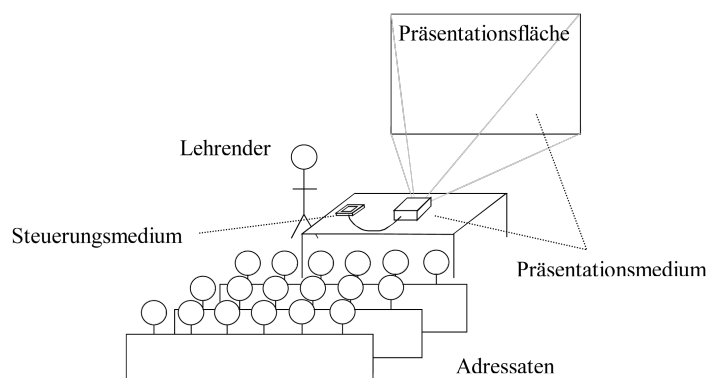 Präsentationsfläche
Lehrender
Steuerungsmedium
Präsentationsmedium
Adressaten